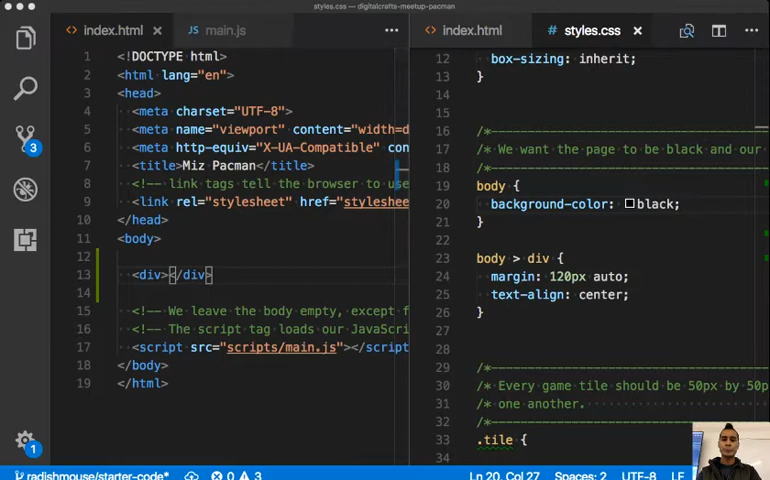 styles.css — digitalcrafts-meetup-pacman
index.html
main.js
1 <!DOCTYPE html>
2 <html lang="en">
3 <head>
4 <meta charset="UTF-8">
5 <meta name="viewport" content="width=d
6 <meta http-equiv="X-UA-Compatible" con
7 <title>Miz Pacman</title>
8 <!-- link tags tell the browser to use
9 <link rel="stylesheet" href="stylesheet
10 </head>
11 <body>
12
13 <div></div>
14
15 <!-- We leave the body empty, except f
16 <!-- The script tag loads our JavaScri
17 <script src="scripts/main.js"></script
18 </body>
19 </html>
index.html
# styles.css
12 box-sizing: inherit;
13 }
14
15
16 /*----------------------------------------
17 /* We want the page to be black and our
18 /*----------------------------------------
19 body {
20 background-color: black;
21 }
22
23 body > div {
24 margin: 120px auto;
25 text-align: center;
26 }
27
28
29 /*----------------------------------------
30 /* Every game tile should be 50px by 50p
31 /* one another.
32 /*----------------------------------------
33 .tile {
34
3
1
radishmouse/starter-code*
0
3
Ln 20, Col 27
Spaces: 2
UTF-8
LF